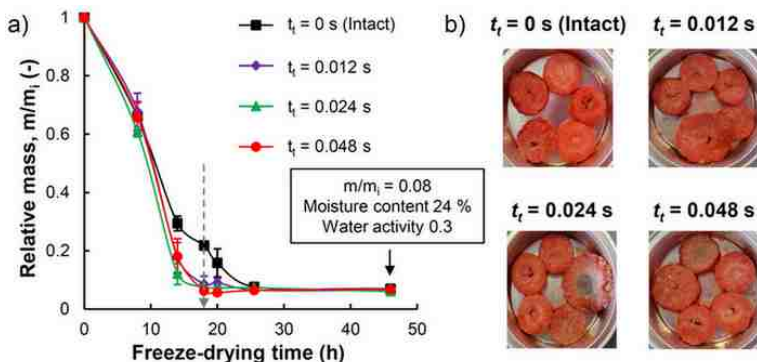 a)
Relative mass, m/mᵢ (-)
1
0.8
0.6
0.4
0.2
0
0
10
20
30
40
50
Freeze-drying time (h)
tₜ = 0 s (Intact)
tₜ = 0.012 s
tₜ = 0.024 s
tₜ = 0.048 s
m/mᵢ = 0.08
Moisture content 24 %
Water activity 0.3
b)
tₜ = 0 s (Intact)
tₜ = 0.012 s
tₜ = 0.024 s
tₜ = 0.048 s